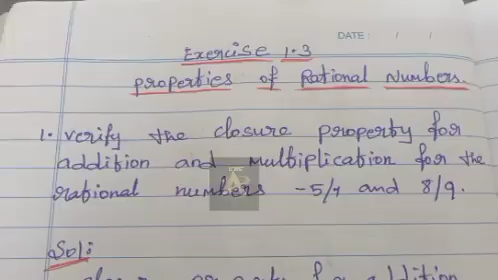 DATE: / /
Exercise 1.3
properties of Rational Numbers.
1. verify the closure property for
addition and multiplication for the
rational numbers -5/7 and 8/9.
Sol: